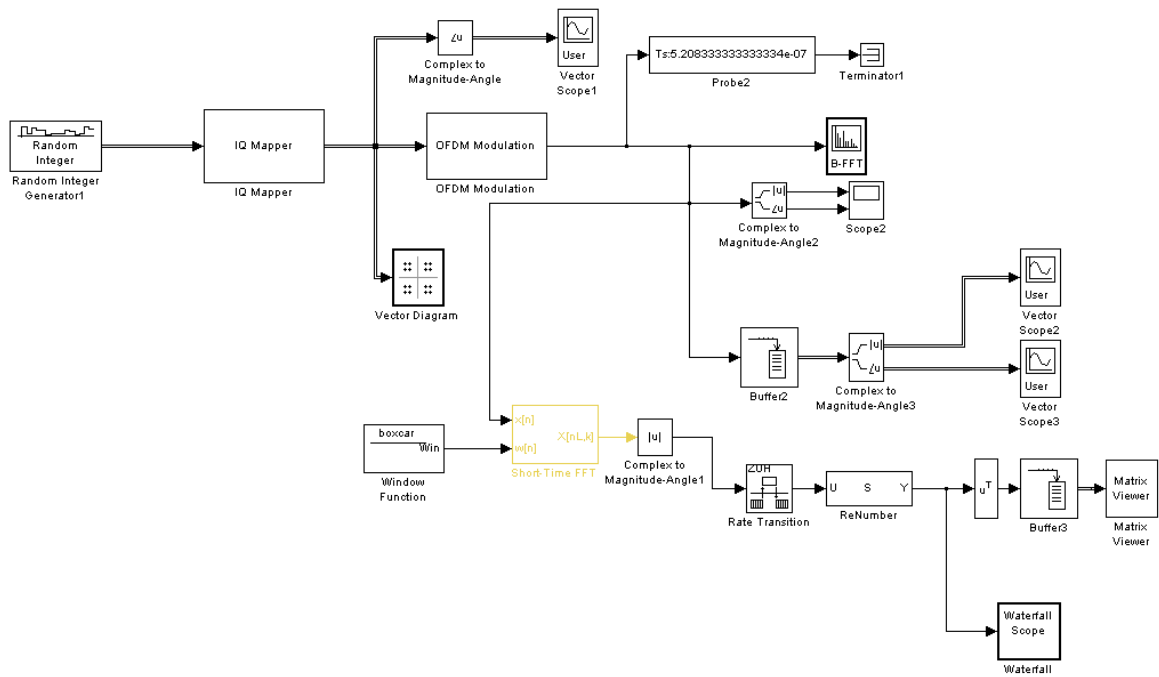 ∠u
Complex to
Magnitude-Angle
User
Vector
Scope1
Ts:5.208333333333334e-07
Probe2
Terminator1
Random
Integer
Random Integer
Generator1
IQ Mapper
IQ Mapper
OFDM Modulation
OFDM Modulation
B-FFT
|u|
∠u
Complex to
Magnitude-Angle2
Scope2
Vector Diagram
User
Vector
Scope2
Buffer2
|u|
∠u
Complex to
Magnitude-Angle3
User
Vector
Scope3
boxcar
Win
Window
Function
x[n]
w[n]
X[nL,k]
Short-Time FFT
|u|
Complex to
Magnitude-Angle1
ZOH
Rate Transition
U S Y
ReNumber
uT
Buffer3
Matrix
Viewer
Matrix
Viewer
Waterfall
Scope
Waterfall